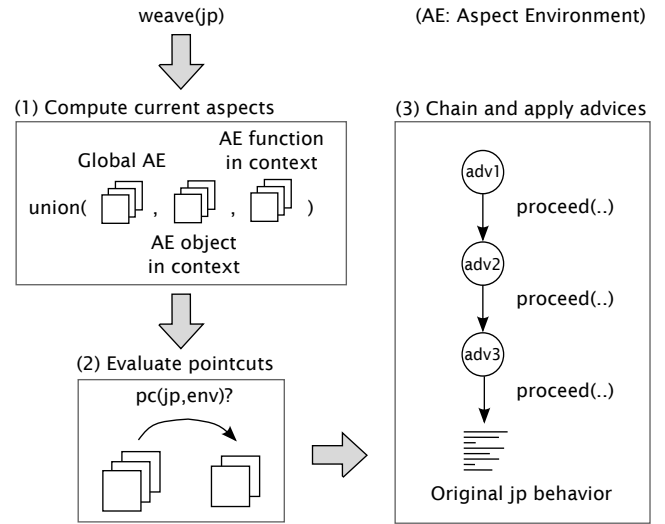 weave(jp)
(AE: Aspect Environment)
(1) Compute current aspects
AE function
in context
Global AE
union( , , )
AE object
in context
(2) Evaluate pointcuts
pc(jp,env)?
(3) Chain and apply advices
adv1
proceed(..)
adv2
proceed(..)
adv3
proceed(..)
Original jp behavior